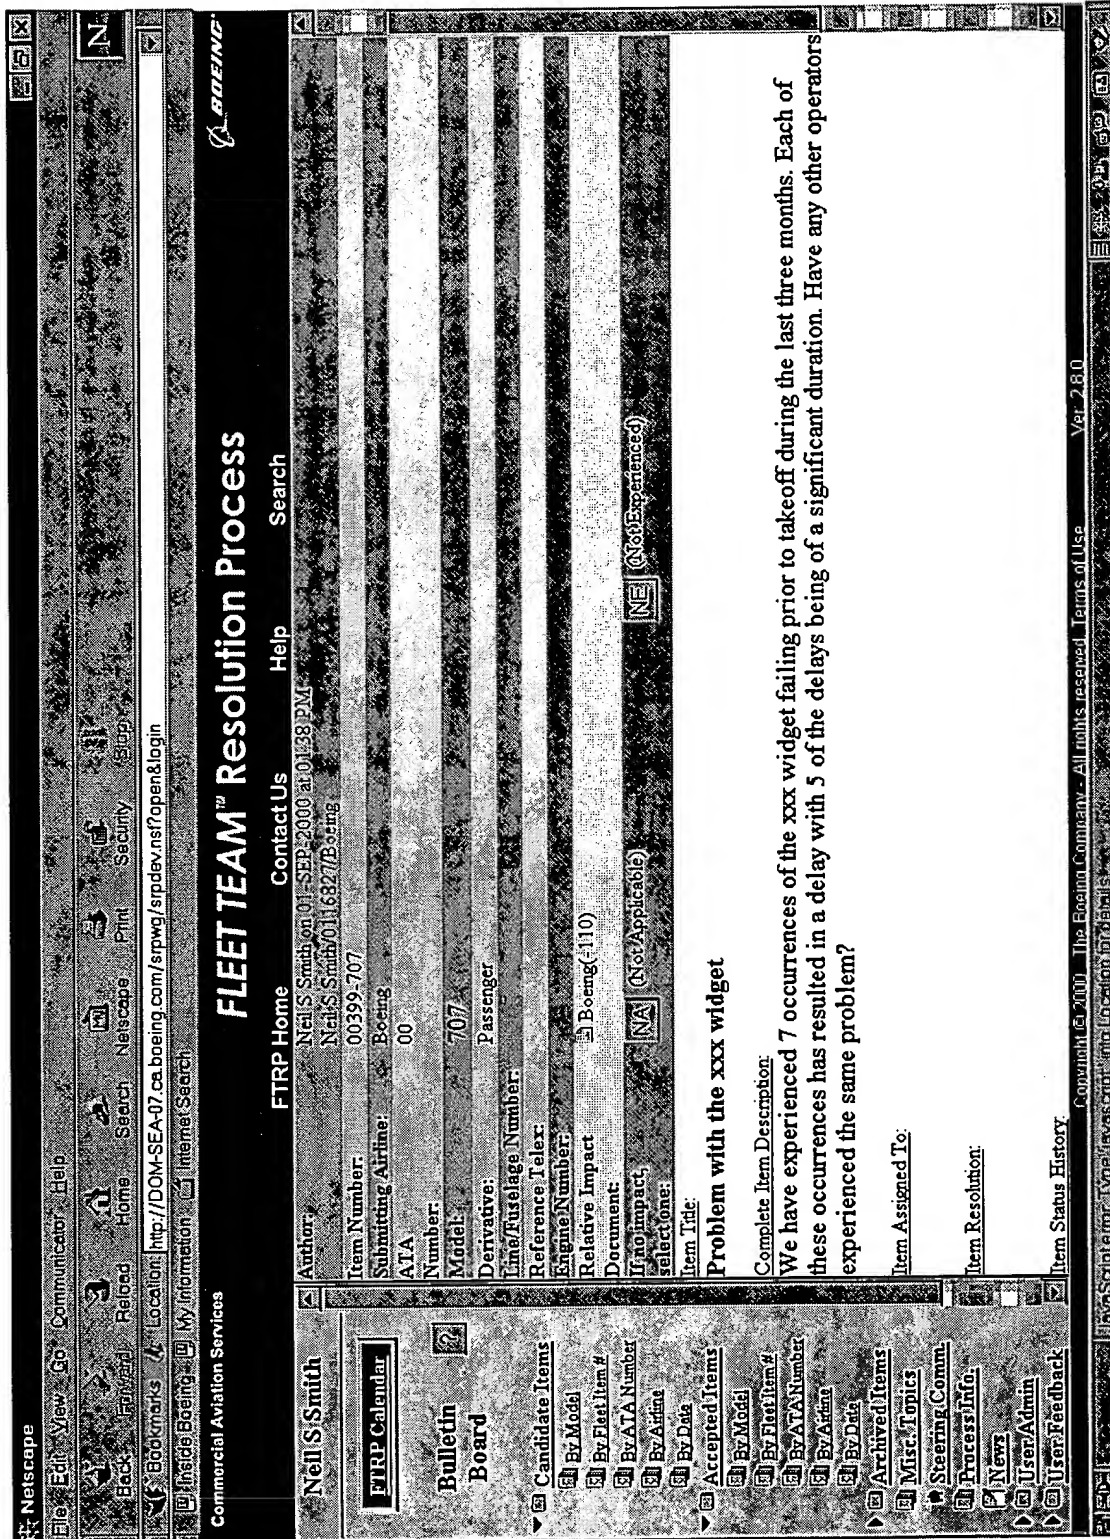 Netscape
File Edit View Go Communicator Help
Back Forward Reload Home Search Netscape Print Security Stop
N
Bookmarks Location: http://DOM-SEA-07.ca.boeing.com/srpwg/srpdev.nsf?open&login
Inside Boeing My Information Internet Search
Commercial Aviation Services
FLEET TEAM™ Resolution Process
BOEING
FTRP Home Contact Us Help Search
Neil S Smith
FTRP Calendar
Bulletin
Board
?
Candidate Items
By Model
By Fleet Item #
By ATA Number
By Airline
By Date
Accepted Items
By Model
By Fleet Item #
By ATA Number
By Airline
By Date
Archived Items
Misc. Topics
Steering Commt.
Process Info.
News
User Admin
User Feedback
Author: Neil S Smith on 01-SEP-2000 at 01:38 PM
Neil S Smith/0116827/Boeing
Item Number: 00399-707
Submitting Airline: Boeing
ATA 00
Number:
Model: 707
Derivative: Passenger
Line/Fuselage Number:
Reference Telex:
Engine Number:
Relative Impact Boeing(-110)
Document:
If no impact, NA (Not Applicable) NE (Not Experienced)
select one:
Item Title:
Problem with the xxx widget
Complete Item Description:
We have experienced 7 occurrences of the xxx widget failing prior to takeoff during the last three months. Each of
these occurrences has resulted in a delay with 5 of the delays being of a significant duration. Have any other operators
experienced the same problem?
Item Assigned To:
Item Resolution:
Item Status History:
Copyright © 2000 The Boeing Company - All rights reserved Terms of Use Ver. 2.8.0